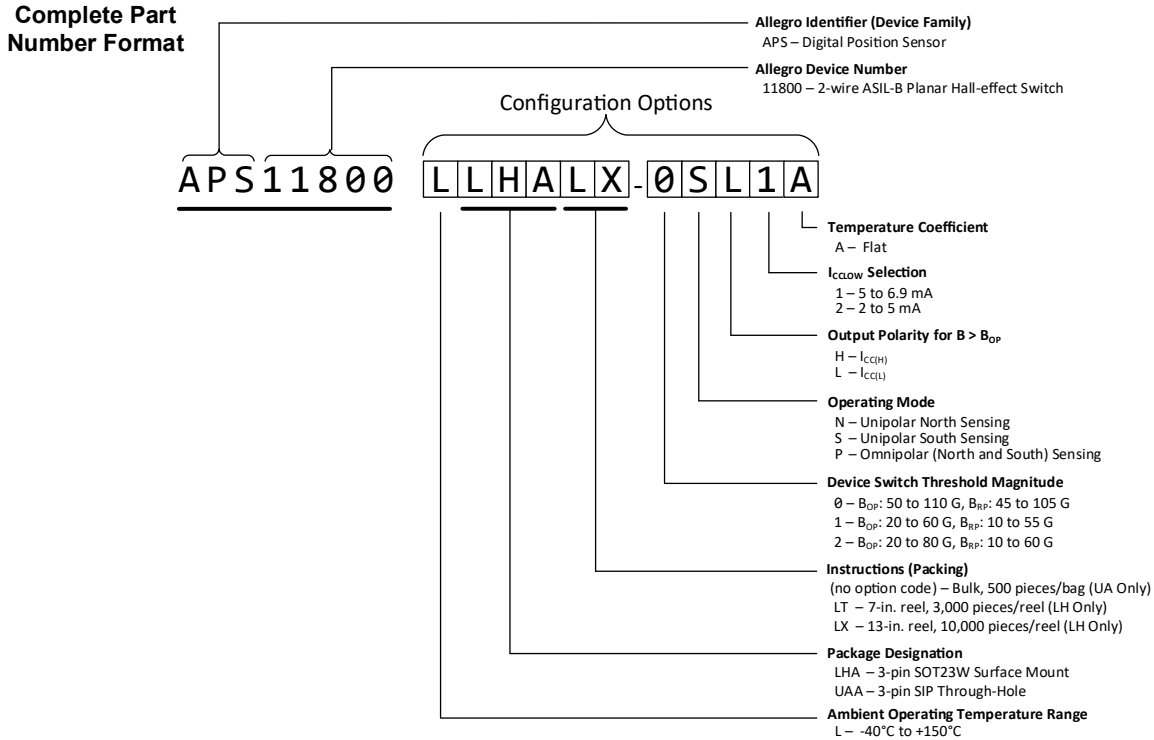 Complete Part
Number Format
Allegro Identifier (Device Family)
APS – Digital Position Sensor
Allegro Device Number
11800 – 2-wire ASIL-B Planar Hall-effect Switch
Configuration Options
APS11800 LLHALX-0SL1A
Temperature Coefficient
A – Flat
ICCLOW Selection
1 – 5 to 6.9 mA
2 – 2 to 5 mA
Output Polarity for B > BOP
H – ICC(H)
L – ICC(L)
Operating Mode
N – Unipolar North Sensing
S – Unipolar South Sensing
P – Omnipolar (North and South) Sensing
Device Switch Threshold Magnitude
0 – BOP: 50 to 110 G, BRP: 45 to 105 G
1 – BOP: 20 to 60 G, BRP: 10 to 55 G
2 – BOP: 20 to 80 G, BRP: 10 to 60 G
Instructions (Packing)
(no option code) – Bulk, 500 pieces/bag (UA Only)
LT – 7-in. reel, 3,000 pieces/reel (LH Only)
LX – 13-in. reel, 10,000 pieces/reel (LH Only)
Package Designation
LHA – 3-pin SOT23W Surface Mount
UAA – 3-pin SIP Through-Hole
Ambient Operating Temperature Range
L – -40°C to +150°C